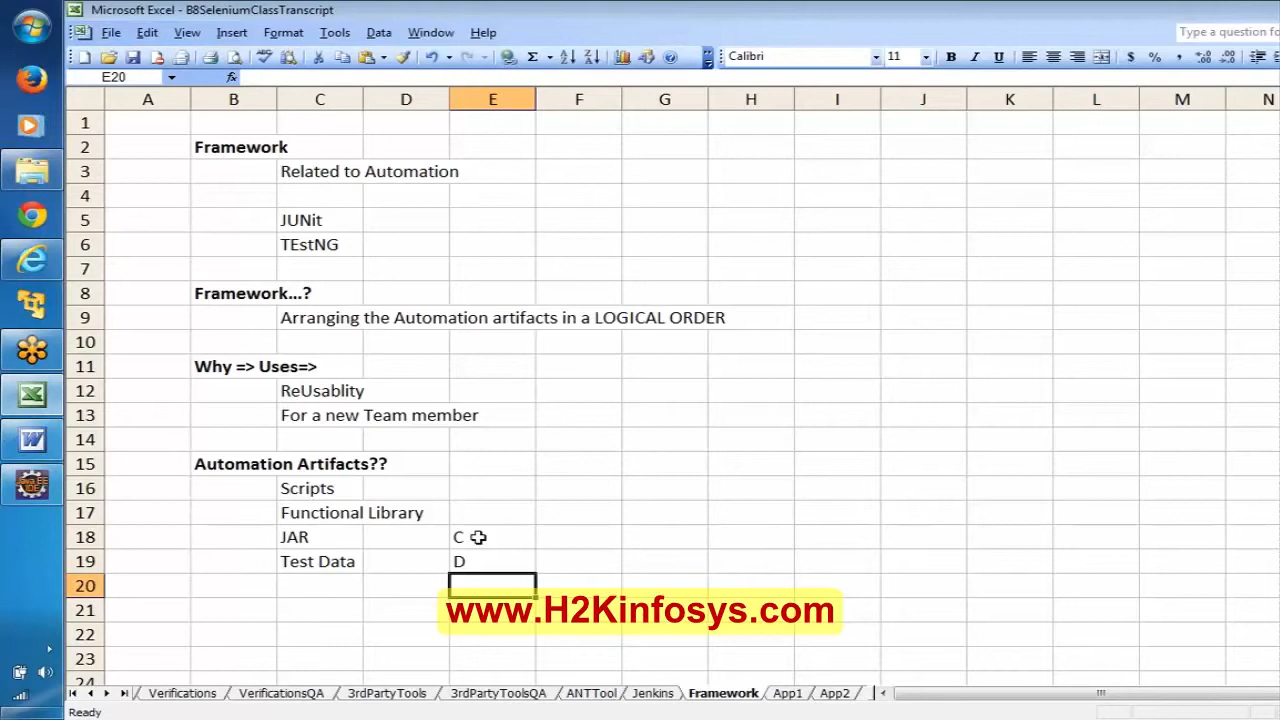 Microsoft Excel - B8SeleniumClassTranscript
File Edit View Insert Format Tools Data Window Help
Type a question fo
Calibri 11 B I U $ % ,
E20 fx
A B C D E F G H I J K L M N
1
2 Framework
3 Related to Automation
4
5 JUNit
6 TEstNG
7
8 Framework...?
9 Arranging the Automation artifacts in a LOGICAL ORDER
10
11 Why => Uses=>
12 ReUsablity
13 For a new Team member
14
15 Automation Artifacts??
16 Scripts
17 Functional Library
18 JAR C
19 Test Data D
20
21 www.H2Kinfosys.com
22
23
24
Verifications VerificationsQA 3rdPartyTools 3rdPartyToolsQA ANTTool Jenkins Framework App1 App2
Ready